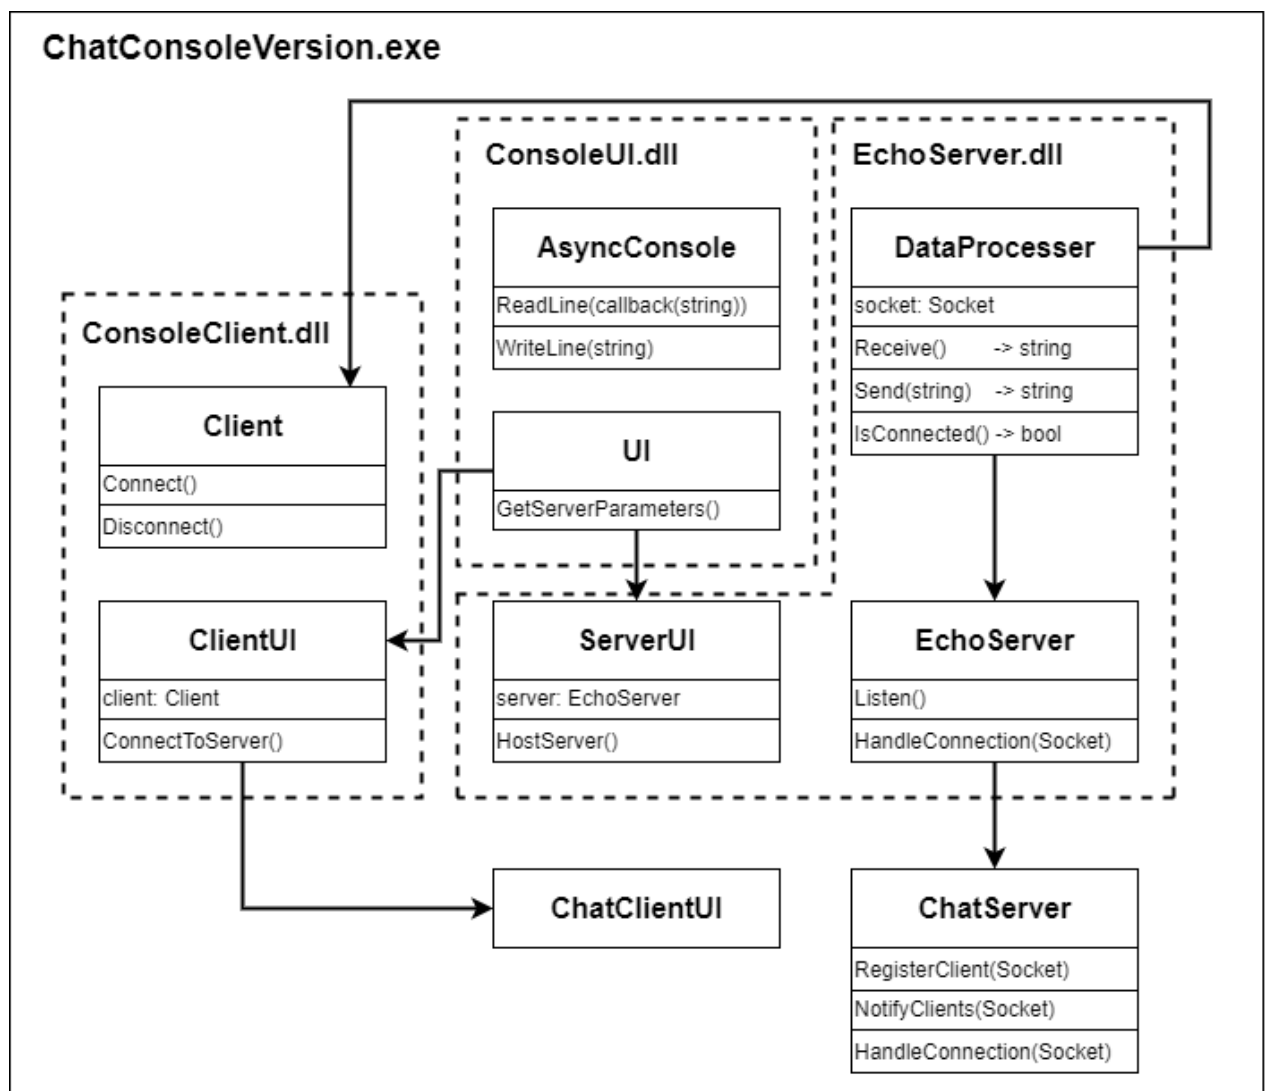 ChatConsoleVersion.exe
ConsoleUI.dll
EchoServer.dll
AsyncConsole
ReadLine(callback(string))
WriteLine(string)
DataProcesser
socket: Socket
Receive() -> string
Send(string) -> string
IsConnected() -> bool
ConsoleClient.dll
Client
Connect()
Disconnect()
UI
GetServerParameters()
ClientUI
client: Client
ConnectToServer()
ServerUI
server: EchoServer
HostServer()
EchoServer
Listen()
HandleConnection(Socket)
ChatClientUI
ChatServer
RegisterClient(Socket)
NotifyClients(Socket)
HandleConnection(Socket)